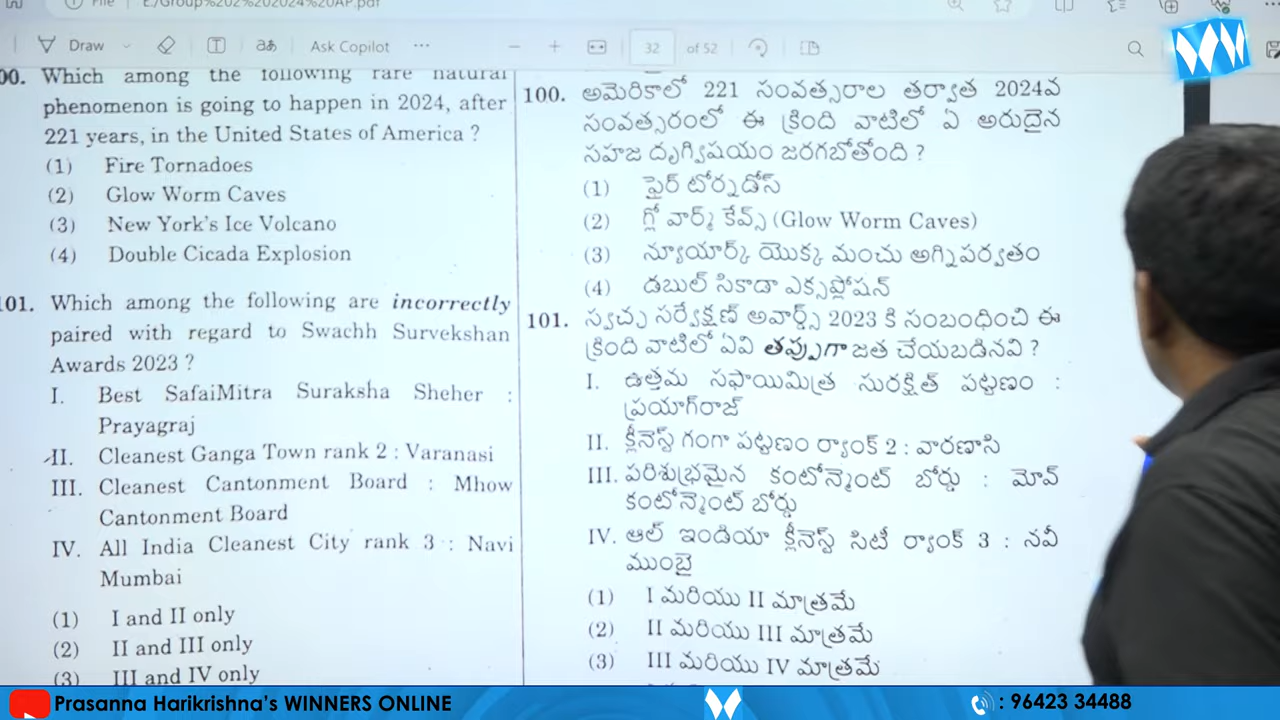 File
E:/Group%202%202024%20AP.pdf
Draw
Ask Copilot
32 of 52
00. Which among the following rare natural
phenomenon is going to happen in 2024, after
221 years, in the United States of America ?
(1) Fire Tornadoes
(2) Glow Worm Caves
(3) New York's Ice Volcano
(4) Double Cicada Explosion
101. Which among the following are incorrectly
paired with regard to Swachh Survekshan
Awards 2023 ?
I. Best SafaiMitra Suraksha Sheher :
Prayagraj
II. Cleanest Ganga Town rank 2 : Varanasi
III. Cleanest Cantonment Board : Mhow
Cantonment Board
IV. All India Cleanest City rank 3 : Navi
Mumbai
(1) I and II only
(2) II and III only
(3) III and IV only
100. అమెరికాలో 221 సంవత్సరాల తర్వాత 2024వ
సంవత్సరంలో ఈ క్రింది వాటిలో ఏ అరుదైన
సహజ దృగ్విషయం జరగబోతోంది ?
(1) ఫైర్ టోర్నడోస్
(2) గ్లో వార్మ్ కేవ్స్ (Glow Worm Caves)
(3) న్యూయార్క్ యొక్క మంచు అగ్నిపర్వతం
(4) డబుల్ సికాడా ఎక్సప్లోషన్
101. స్వచ్ఛ సర్వేక్షణ్ అవార్డ్స్ 2023 కి సంబంధించి ఈ
క్రింది వాటిలో ఏవి తప్పుగా జత చేయబడినవి ?
I. ఉత్తమ సఫాయిమిత్ర సురక్షిత్ పట్టణం :
ప్రయాగ్‌రాజ్
II. క్లీనెస్ట్ గంగా పట్టణం ర్యాంక్ 2 : వారణాసి
III. పరిశుభ్రమైన కంటోన్మెంట్ బోర్డు : మోవ్
కంటోన్మెంట్ బోర్డు
IV. ఆల్ ఇండియా క్లీనెస్ట్ సిటీ ర్యాంక్ 3 : నవీ
ముంబై
(1) I మరియు II మాత్రమే
(2) II మరియు III మాత్రమే
(3) III మరియు IV మాత్రమే
Prasanna Harikrishna's WINNERS ONLINE
: 96423 34488